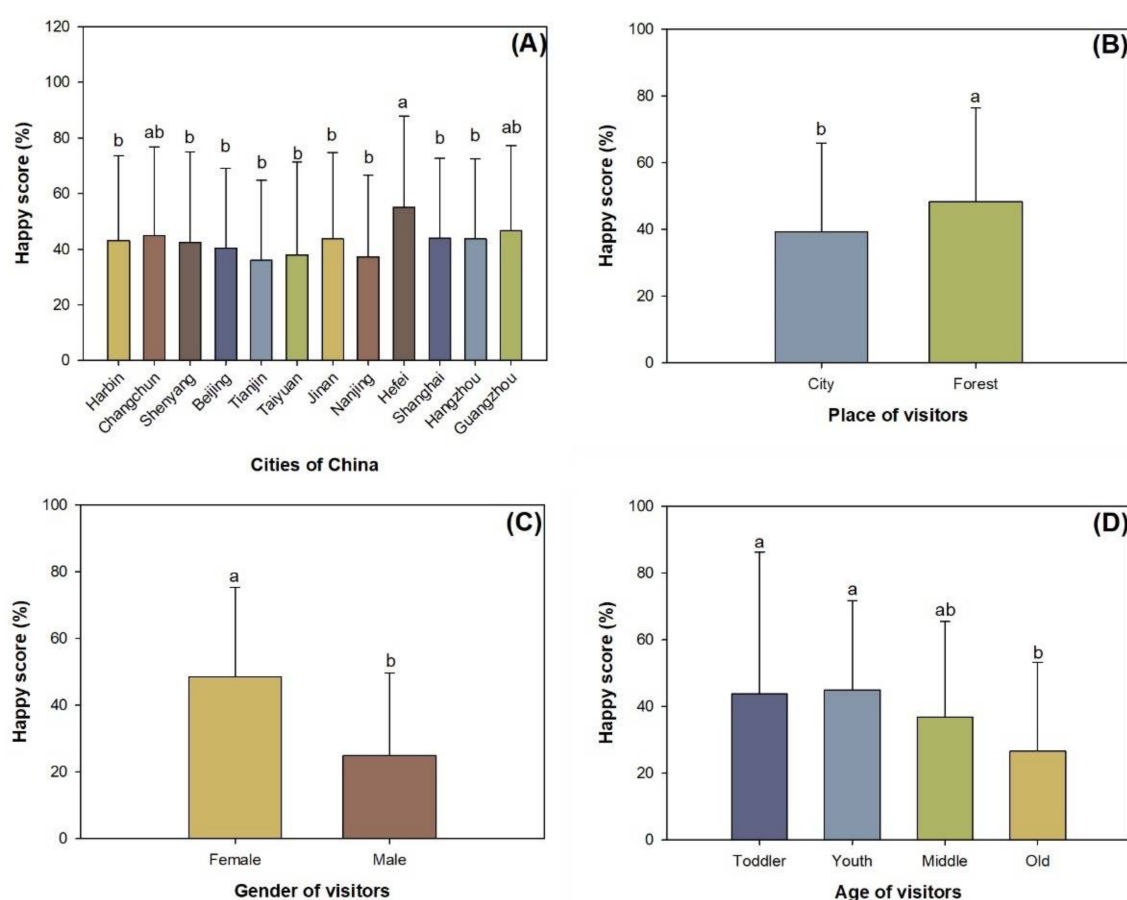 (A)
Happy score (%)
120
100
80
60
40
20
0
b ab b b b b b b a b b ab
Harbin Changchun Shenyang Beijing Tianjin Taiyuan Jinan Nanjing Hefei Shanghai Hangzhou Guangzhou
Cities of China
(B)
Happy score (%)
100
80
60
40
20
0
b a
City Forest
Place of visitors
(C)
Happy score (%)
100
80
60
40
20
0
a b
Female Male
Gender of visitors
(D)
Happy score (%)
100
80
60
40
20
0
a a ab b
Toddler Youth Middle Old
Age of visitors